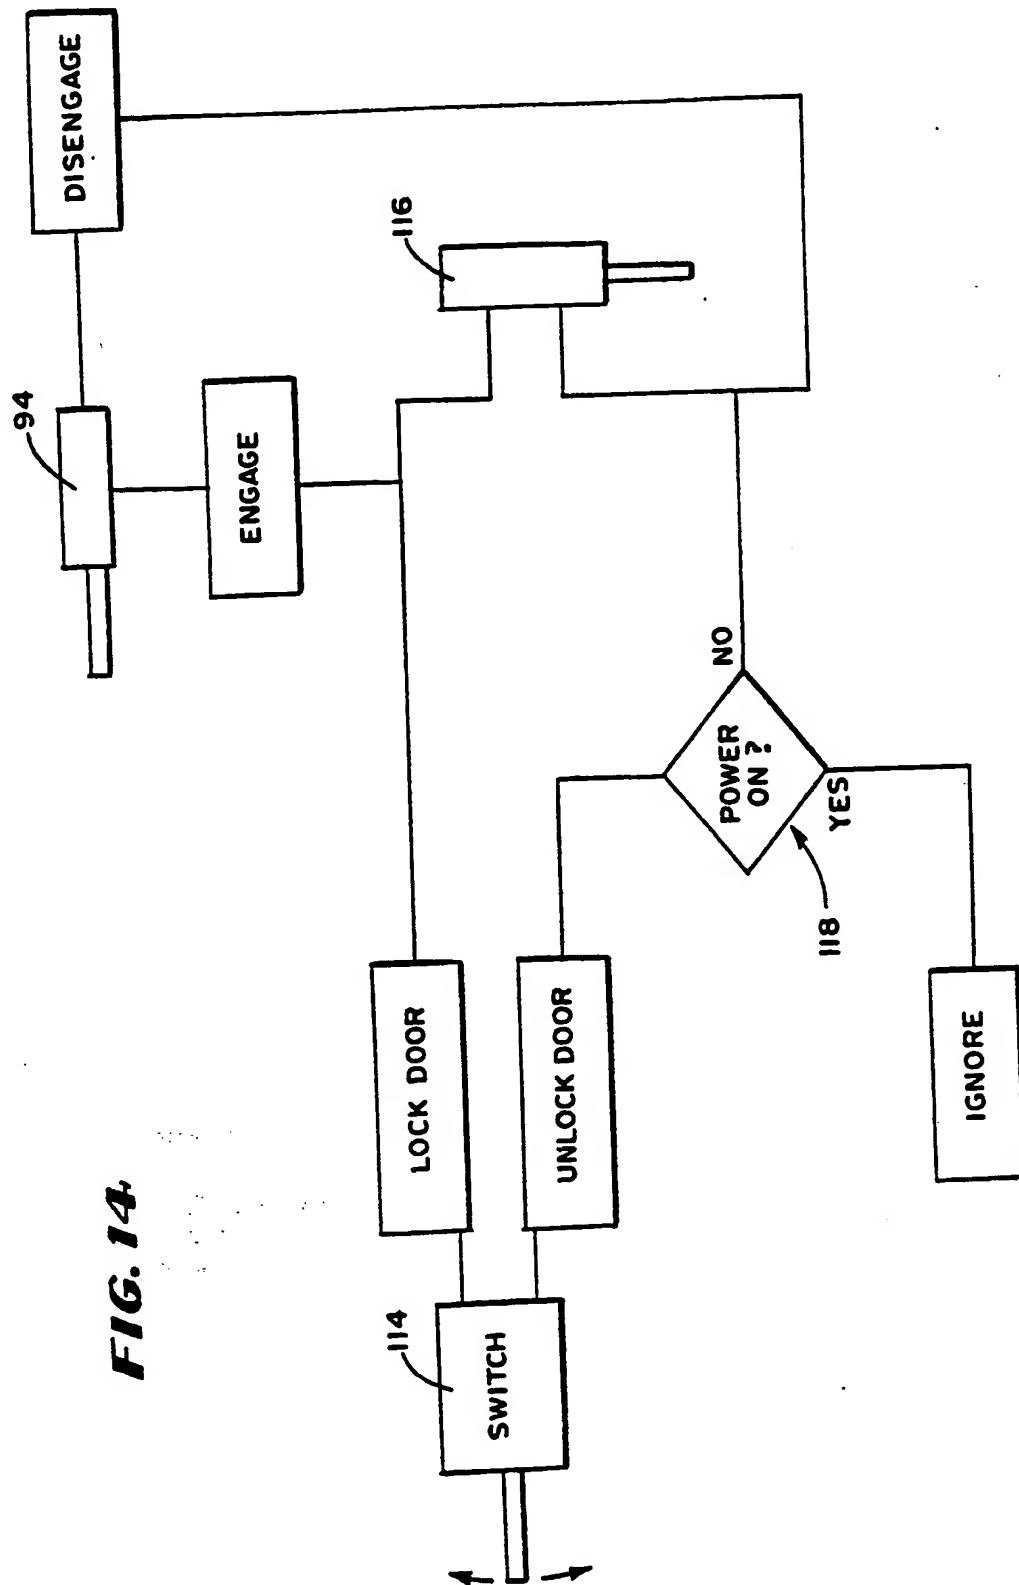 FIG. 14
94
DISENGAGE
ENGAGE
116
114
SWITCH
LOCK DOOR
UNLOCK DOOR
POWER
ON ?
NO
YES
118
IGNORE